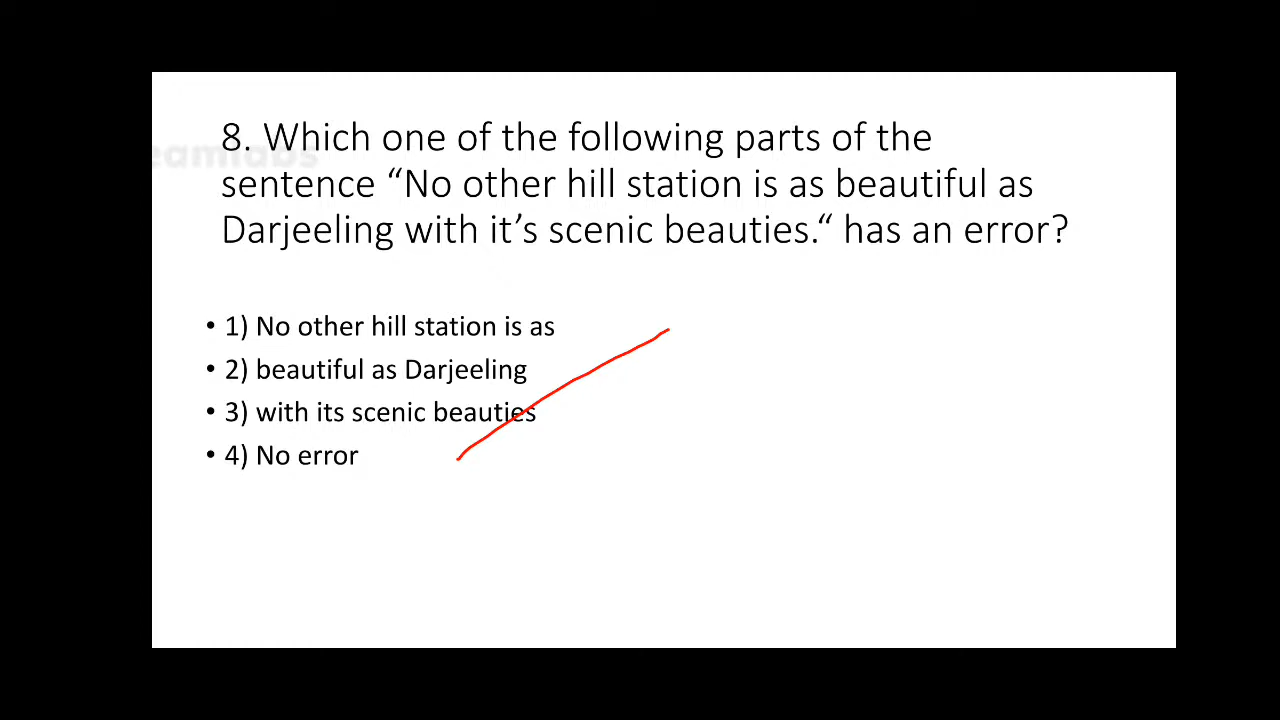 8. Which one of the following parts of the
eamlabs
sentence “No other hill station is as beautiful as
Darjeeling with it’s scenic beauties.“ has an error?
• 1) No other hill station is as
• 2) beautiful as Darjeeling
• 3) with its scenic beauties
• 4) No error